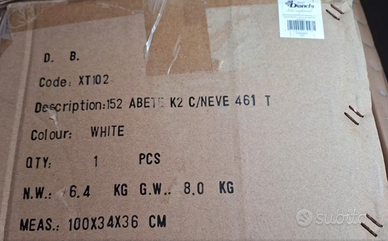 Bianchi
D. B.
Code: XT102
Description:152 ABETE K2 C/NEVE 461 T
Colour: WHITE
QTY: 1 PCS
N.W.: 6.4 KG G.W.: 8.0 KG
MEAS.: 100X34X36 CM
subito